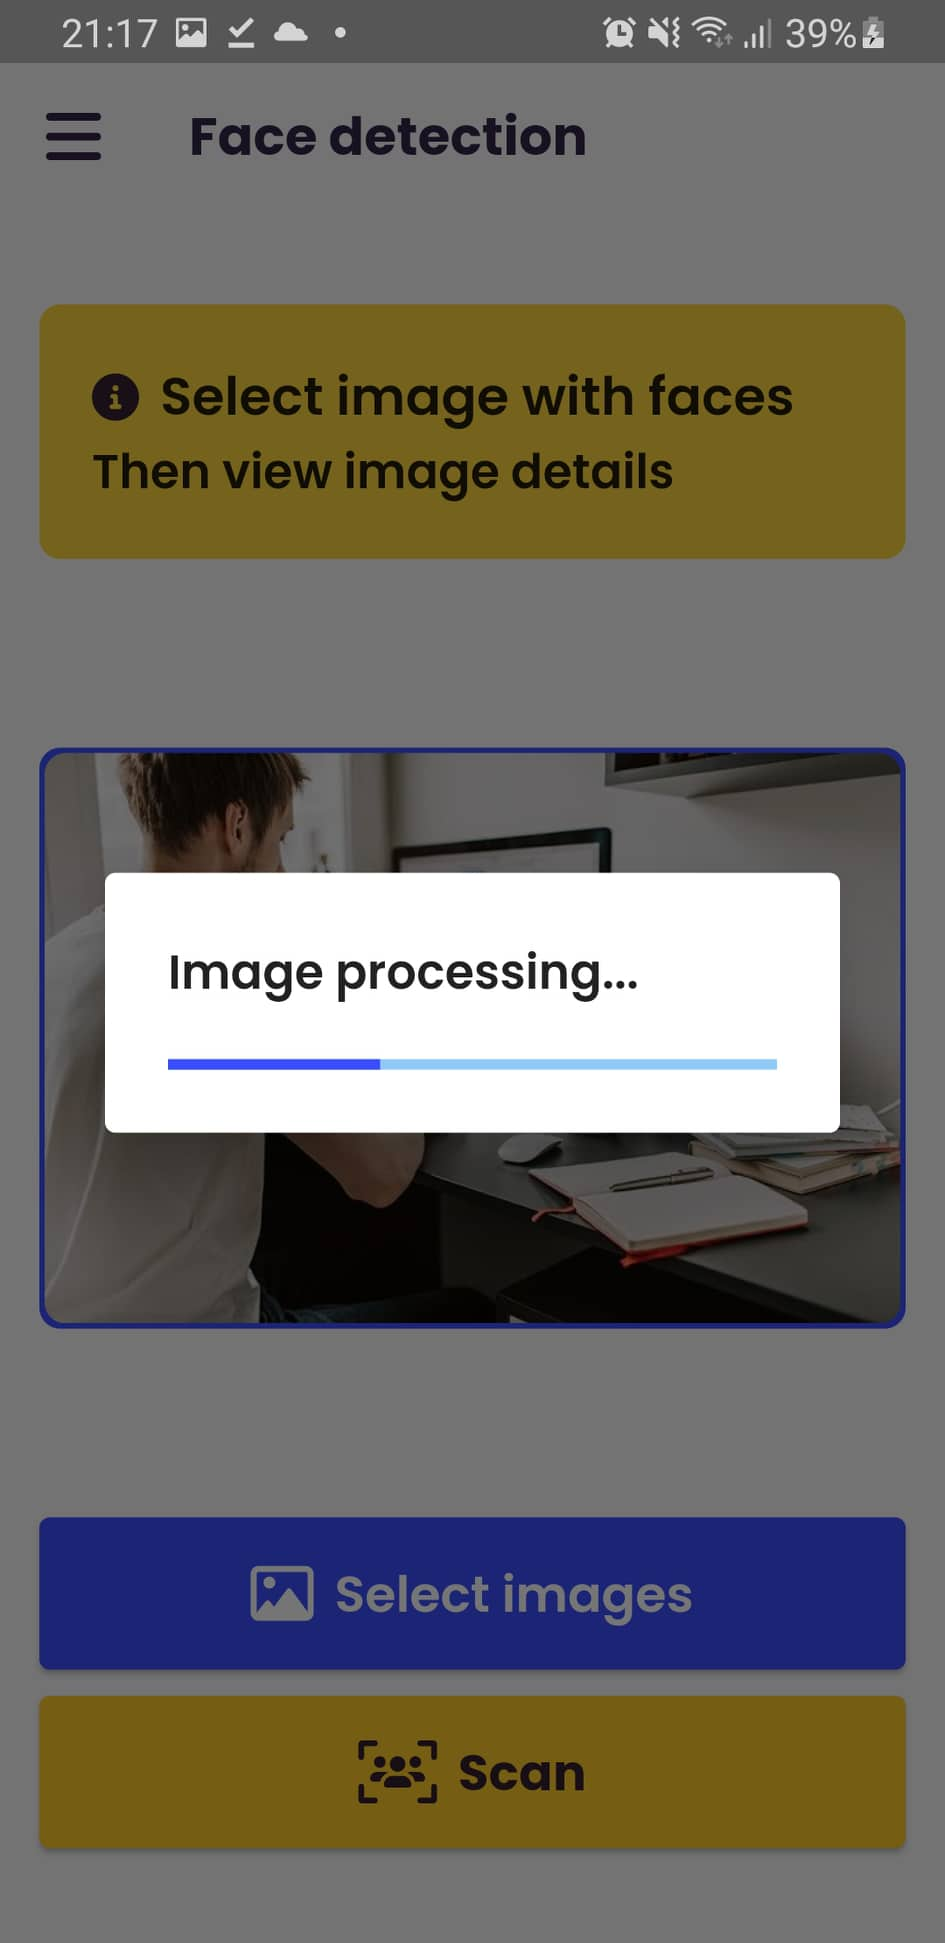 21:17
39%
Face detection
Select image with faces
Then view image details
Image processing...
Select images
Scan